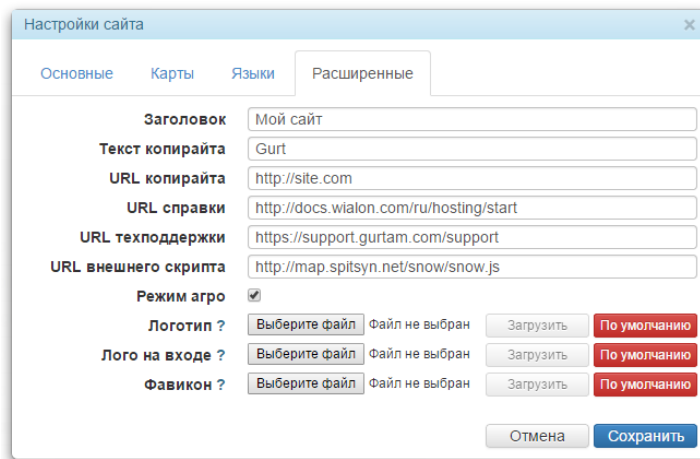 Настройки сайта ×
Основные Карты Языки Расширенные
Заголовок Мой сайт
Текст копирайта Gurt
URL копирайта http://site.com
URL справки http://docs.wialon.com/ru/hosting/start
URL техподдержки https://support.gurtam.com/support
URL внешнего скрипта http://map.spitsyn.net/snow/snow.js
Режим агро
Логотип ? Выберите файл Файл не выбран Загрузить По умолчанию
Лого на входе ? Выберите файл Файл не выбран Загрузить По умолчанию
Фавикон ? Выберите файл Файл не выбран Загрузить По умолчанию
Отмена Сохранить